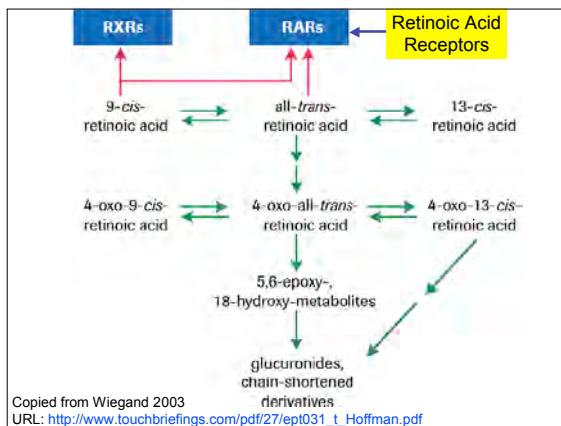 RXRs
RARs
Retinoic Acid
Receptors
9-cis-
retinoic acid
all-trans-
retinoic acid
13-cis-
retinoic acid
4-oxo-9-cis-
retinoic acid
4-oxo-all-trans-
retinoic acid
4-oxo-13-cis-
retinoic acid
5,6-epoxy-,
18-hydroxy-metabolites
glucuronides,
chain-shortened
derivatives
Copied from Wiegand 2003
URL: http://www.touchbriefings.com/pdf/27/ept031_t_Hoffman.pdf